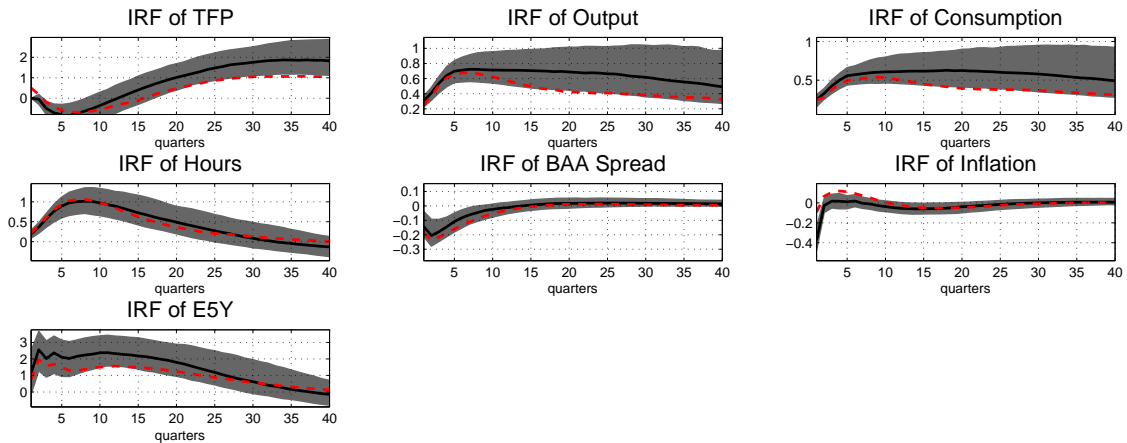 IRF of TFP
2
1
0
5 10 15 20 25 30 35 40
quarters
IRF of Output
1
0.8
0.6
0.4
0.2
5 10 15 20 25 30 35 40
quarters
IRF of Consumption
1
0.5
5 10 15 20 25 30 35 40
quarters
IRF of Hours
1
0.5
0
5 10 15 20 25 30 35 40
quarters
IRF of BAA Spread
0.1
0
−0.1
−0.2
−0.3
5 10 15 20 25 30 35 40
quarters
IRF of Inflation
0
−0.2
−0.4
5 10 15 20 25 30 35 40
quarters
IRF of E5Y
3
2
1
0
5 10 15 20 25 30 35 40
quarters